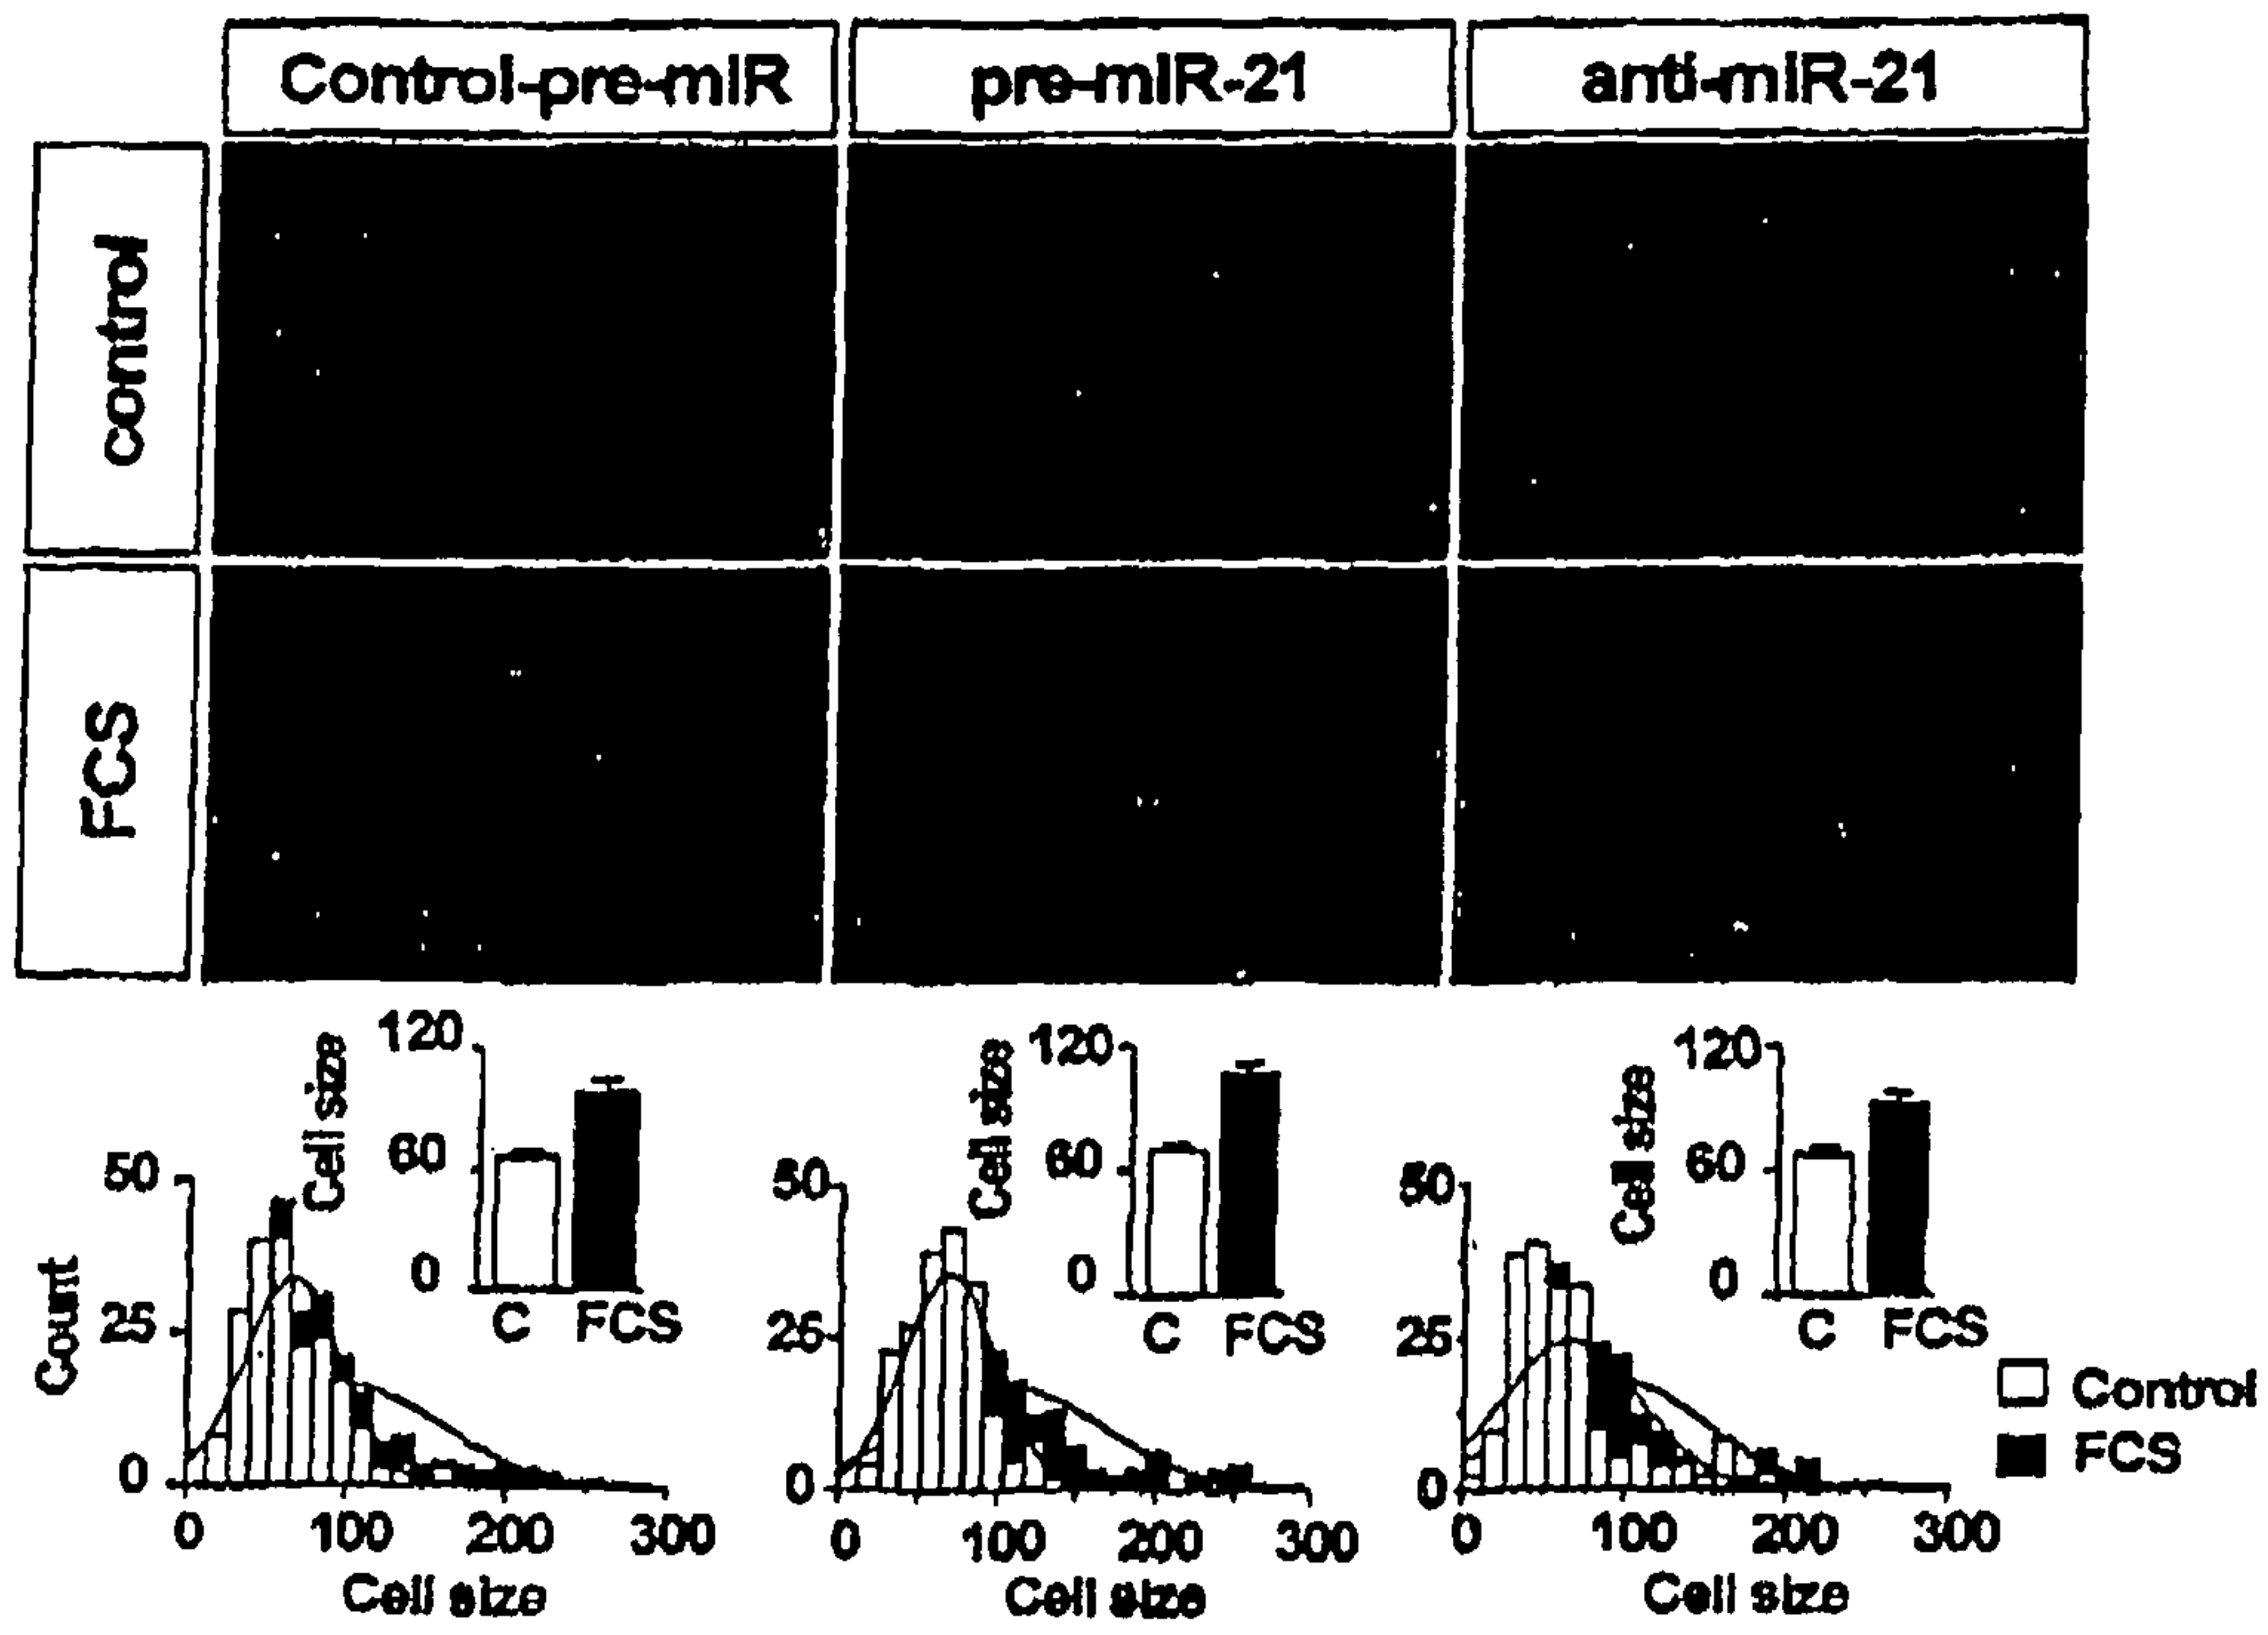 Control-pre-miR
pre-miR-21
anti-miR-21
control
FCS
120
60
0
Cell size
C FCS
50
25
0
Count
0 100 200 300
Cell size
120
60
0
Cell size
C FCS
50
25
0
0 100 200 300
Cell size
120
60
0
Cell size
C FCS
50
25
0
0 100 200 300
Cell size
Control
FCS